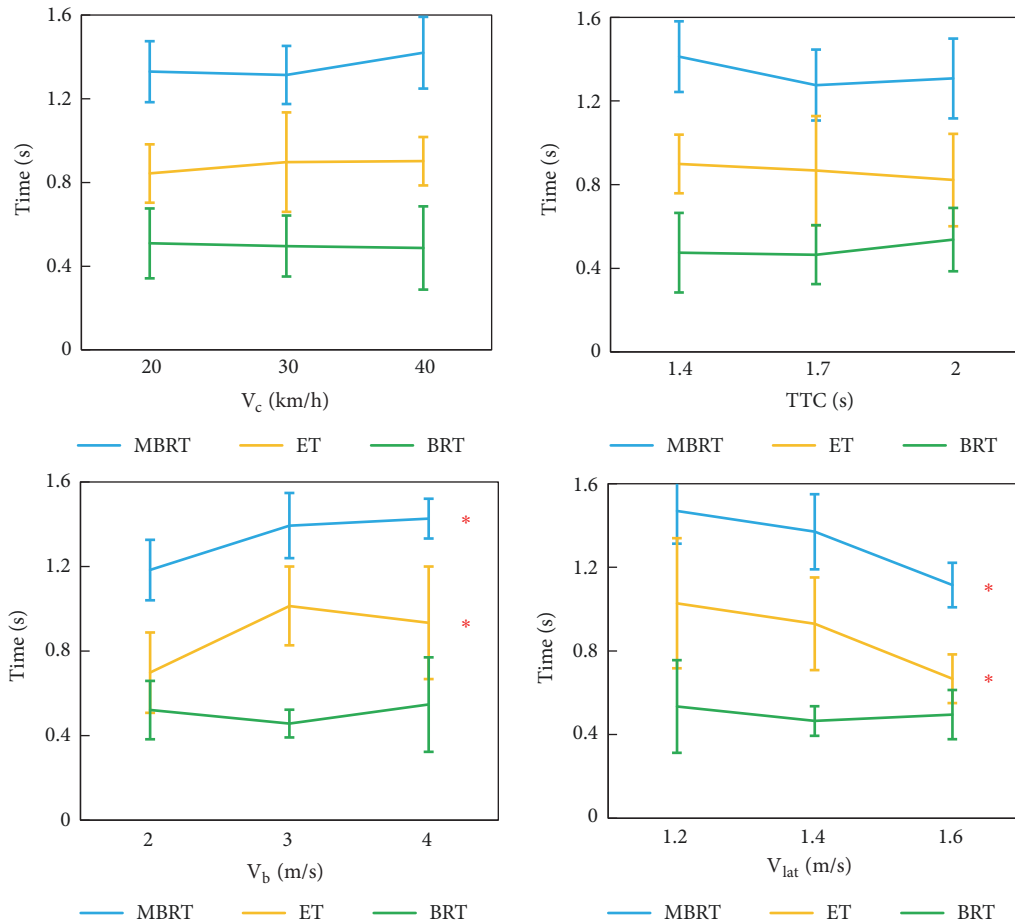 1.6
1.2
0.8
0.4
0
Time (s)
20 30 40
V_c (km/h)
MBRT ET BRT
1.6
1.2
0.8
0.4
0
Time (s)
1.4 1.7 2
TTC (s)
MBRT ET BRT
1.6
1.2
0.8
0.4
0
Time (s)
*
*
2 3 4
V_b (m/s)
MBRT ET BRT
1.6
1.2
0.8
0.4
0
Time (s)
*
*
1.2 1.4 1.6
V_lat (m/s)
MBRT ET BRT